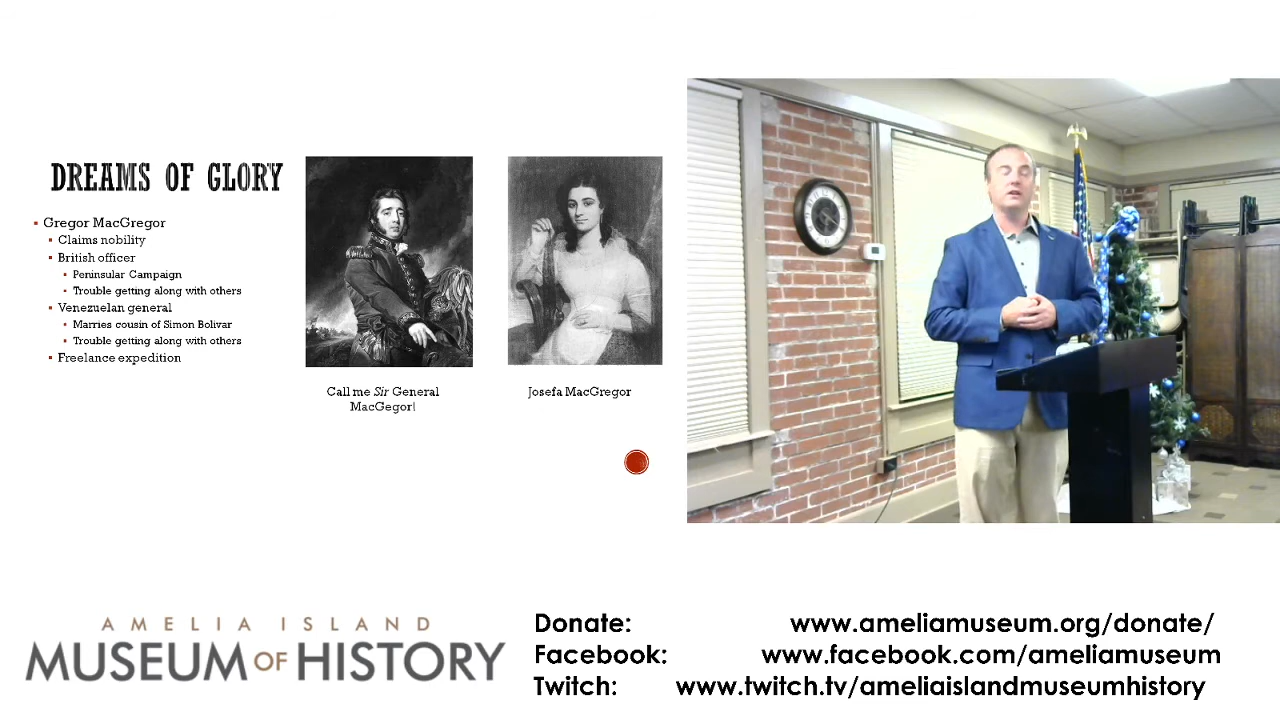 DREAMS OF GLORY
Gregor MacGregor
Claims nobility
British officer
Peninsular Campaign
Trouble getting along with others
Venezuelan general
Marries cousin of Simon Bolivar
Trouble getting along with others
Freelance expedition
Call me Sir General
MacGegor!
Josefa MacGregor
AMELIA ISLAND
MUSEUM OF HISTORY
Donate: www.ameliamuseum.org/donate/
Facebook: www.facebook.com/ameliamuseum
Twitch: www.twitch.tv/ameliaislandmuseumhistory